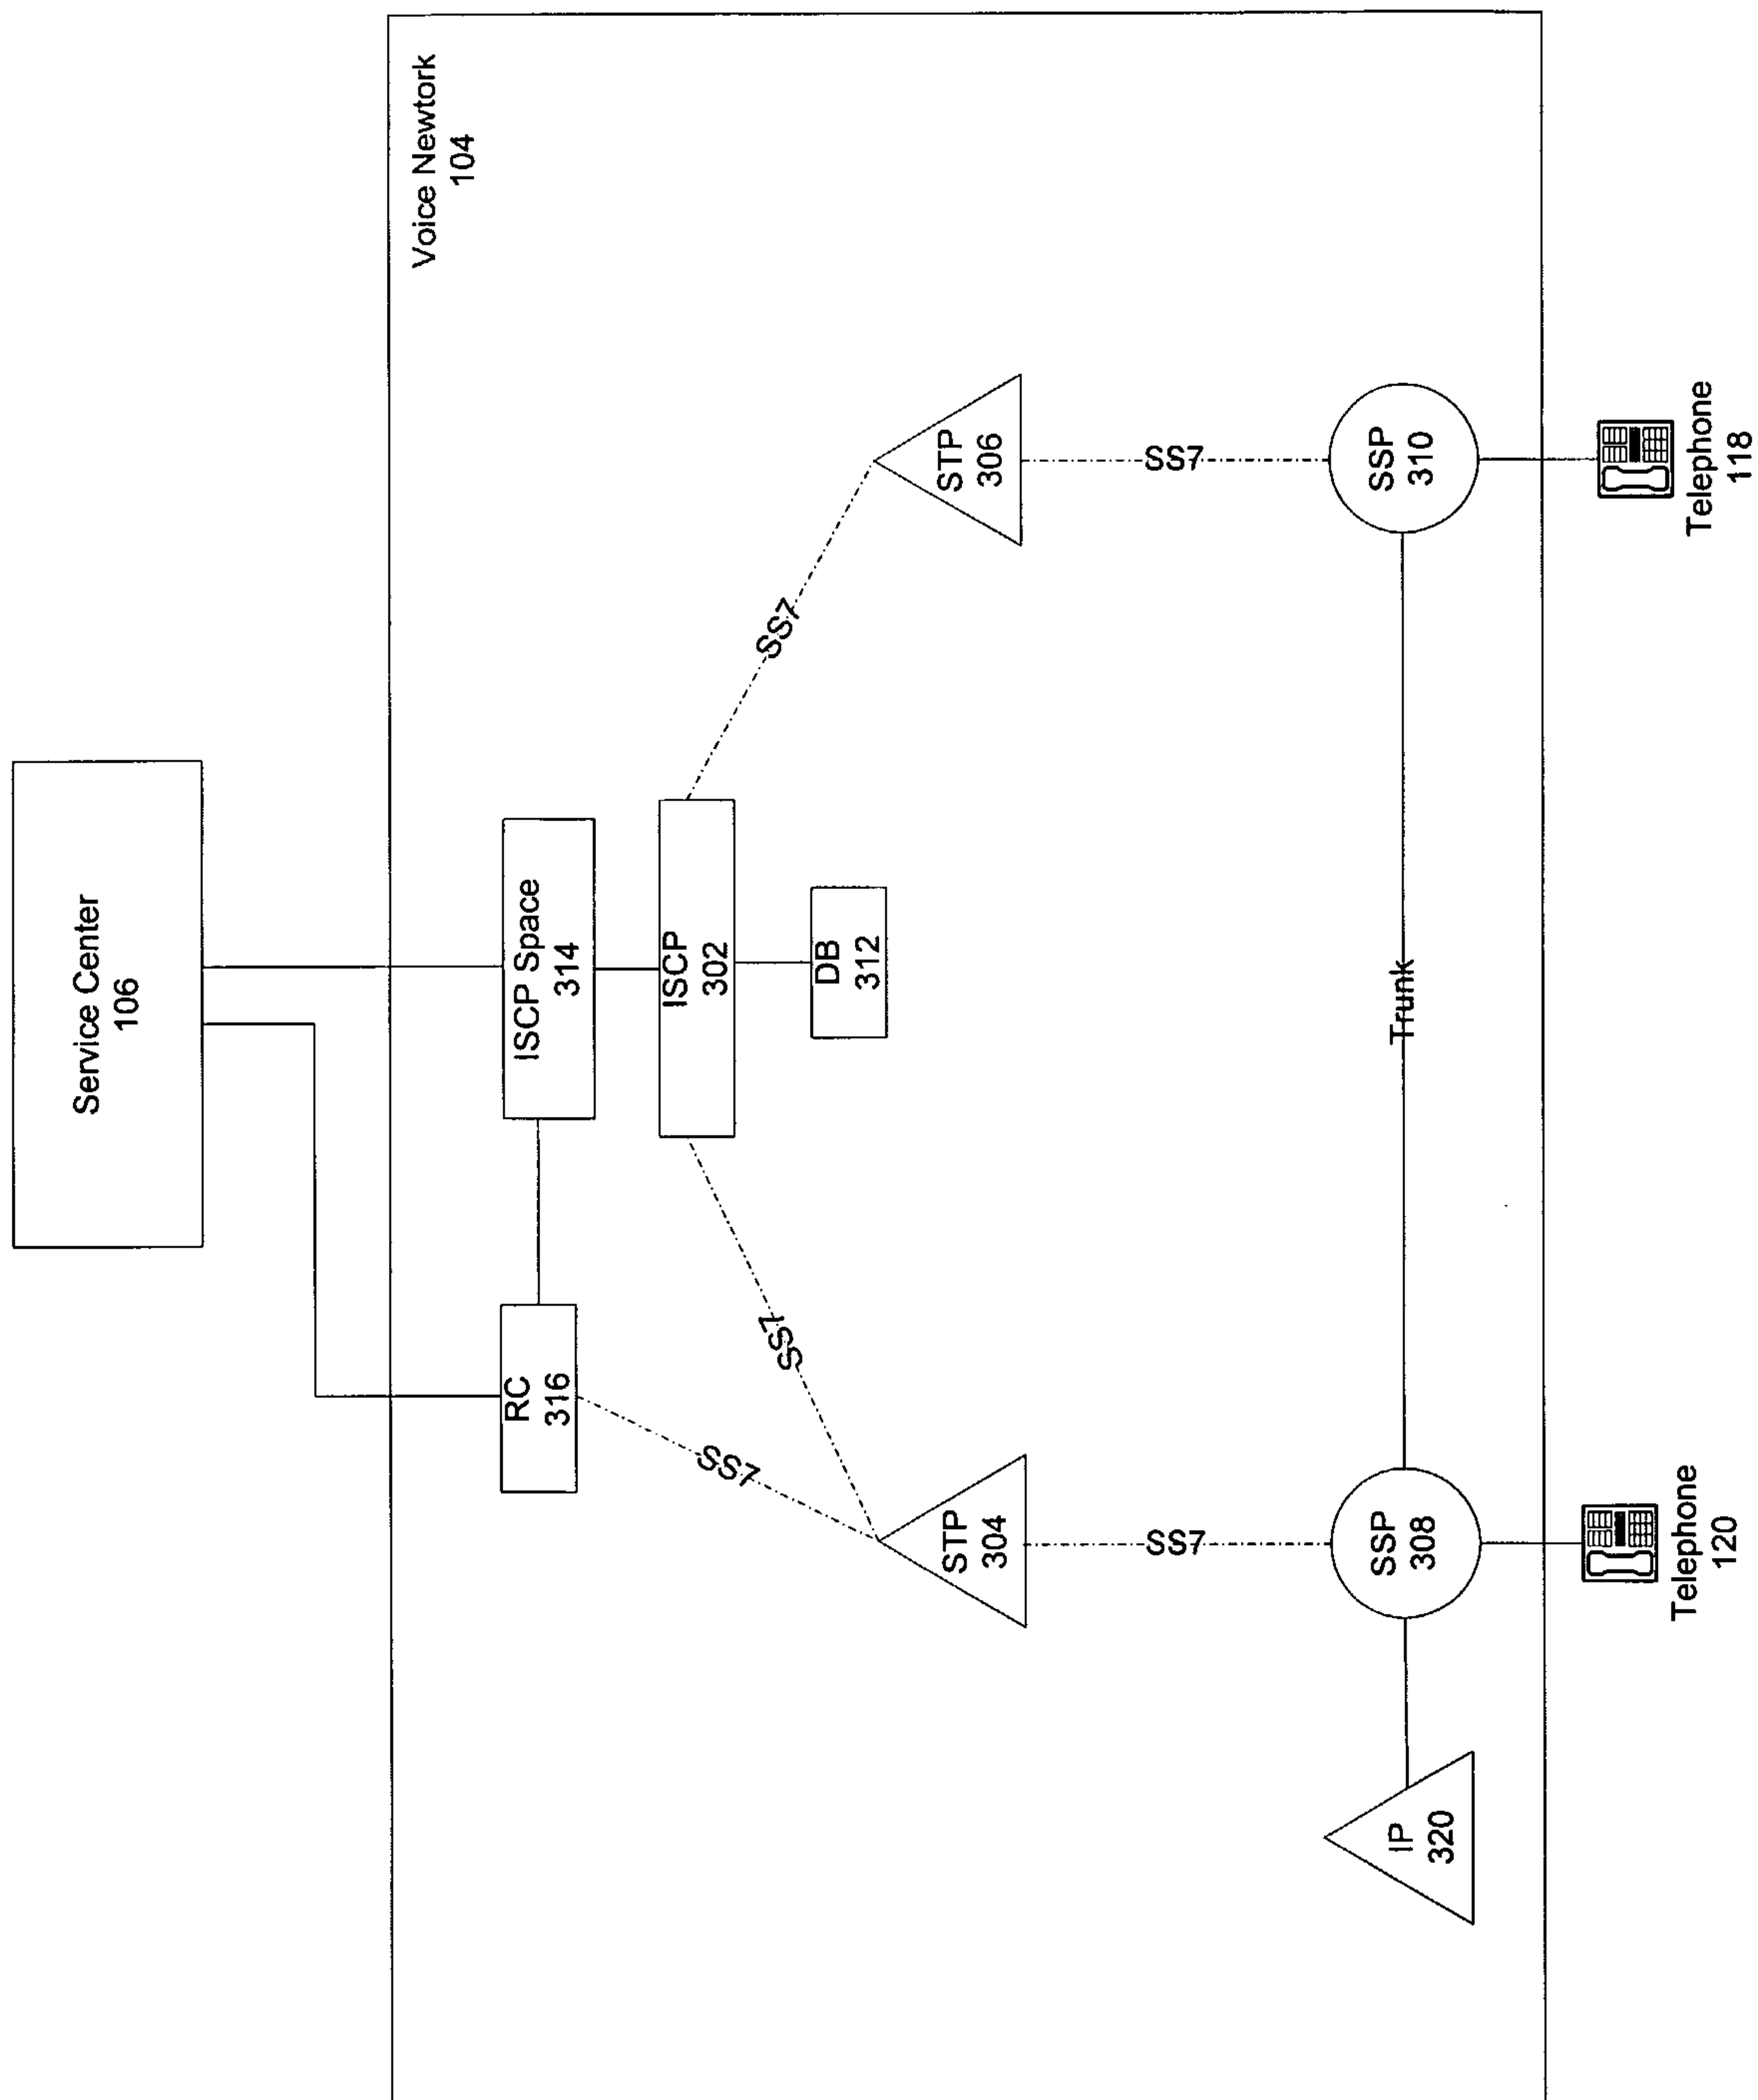 Service Center
106
Voice Newtork
104
RC
316
ISCP Space
314
ISCP
302
DB
312
SS7
SS7
SS7
STP
304
STP
306
SS7
SS7
IP
320
SSP
308
Trunk
SSP
310
Telephone
120
Telephone
118